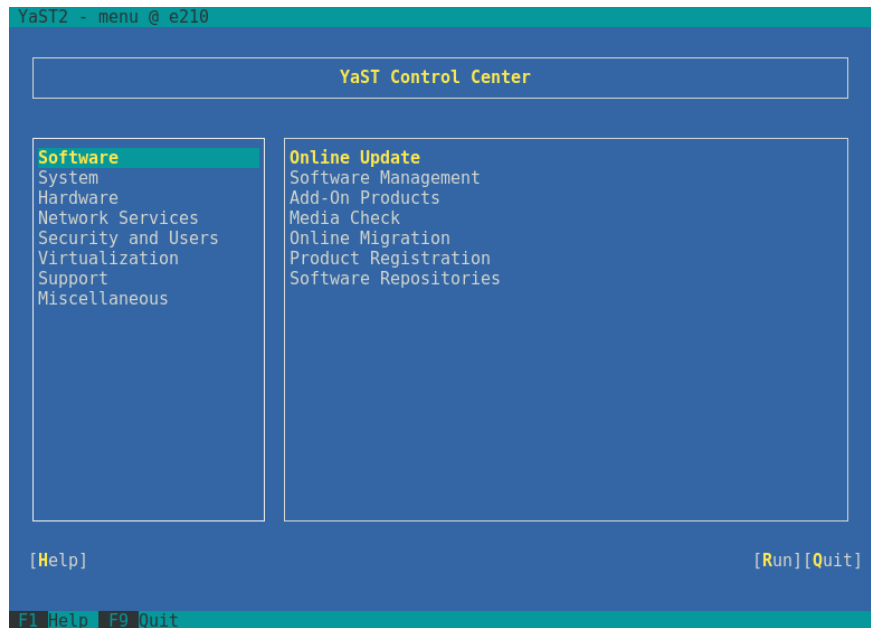 YaST2 - menu @ e210
YaST Control Center
Software
System
Hardware
Network Services
Security and Users
Virtualization
Support
Miscellaneous
Online Update
Software Management
Add-On Products
Media Check
Online Migration
Product Registration
Software Repositories
[Help]
[Run][Quit]
F1 Help F9 Quit